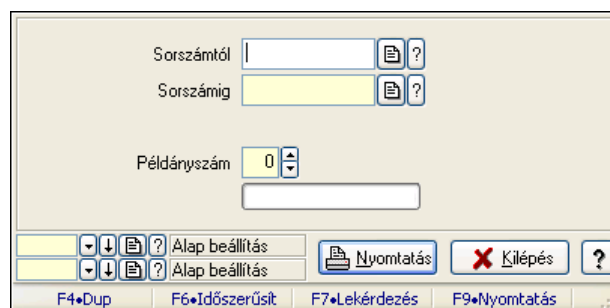 Sorszámtól ?
Sorszámig ?
Példányszám 0
? Alap beállítás
? Alap beállítás
Nyomtatás Kilépés ?
F4•Dup F6•Időszerűsít F7•Lekérdezés F9•Nyomtatás